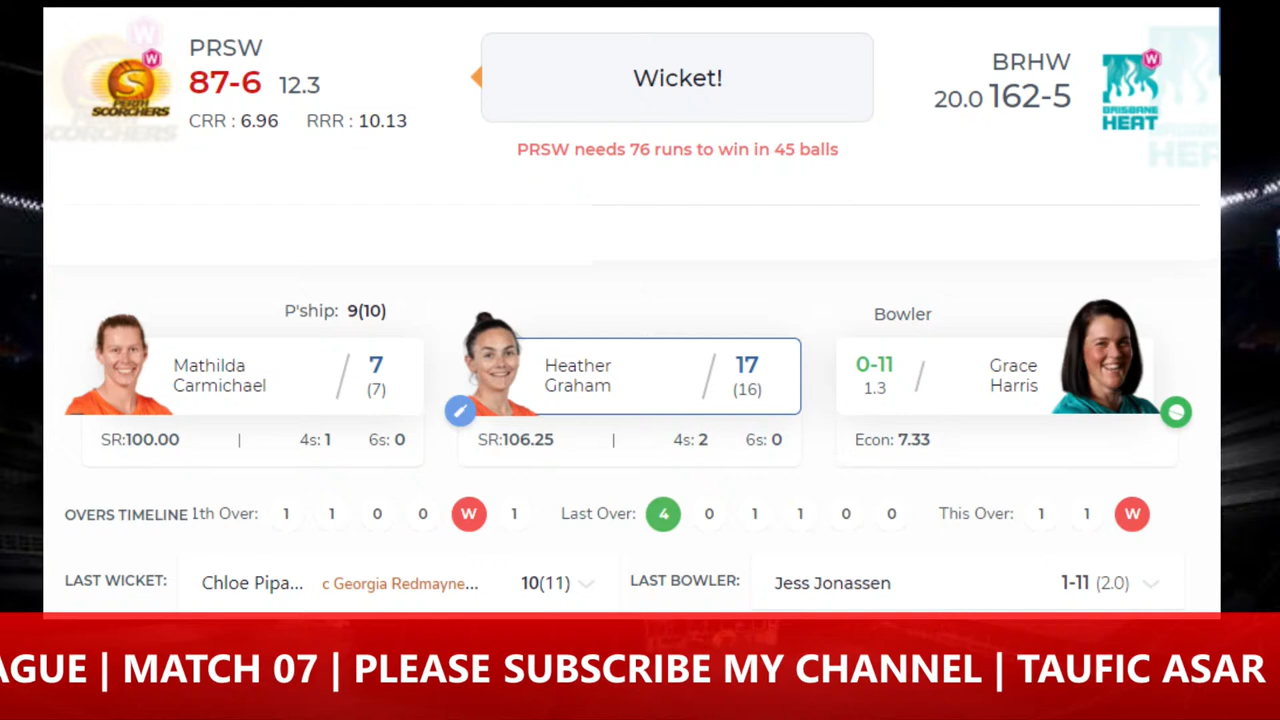 PRSW
87-6 12.3
CRR : 6.96 RRR : 10.13
W
PERTH
SCORCHERS
Wicket!
PRSW needs 76 runs to win in 45 balls
BRHW
20.0 162-5
W
BRISBANE
HEAT
P'ship: 9(10)
Bowler
Mathilda
Carmichael
7
(7)
SR:100.00 | 4s: 1 6s: 0
Heather
Graham
17
(16)
SR:106.25 | 4s: 2 6s: 0
0-11
1.3
Grace
Harris
Econ: 7.33
OVERS TIMELINE 1th Over: 1 1 0 0 W 1 Last Over: 4 0 1 1 0 0 This Over: 1 1 W
LAST WICKET: Chloe Pipa... c Georgia Redmayne... 10(11) LAST BOWLER: Jess Jonassen 1-11 (2.0)
AGUE | MATCH 07 | PLEASE SUBSCRIBE MY CHANNEL | TAUFIC ASAR